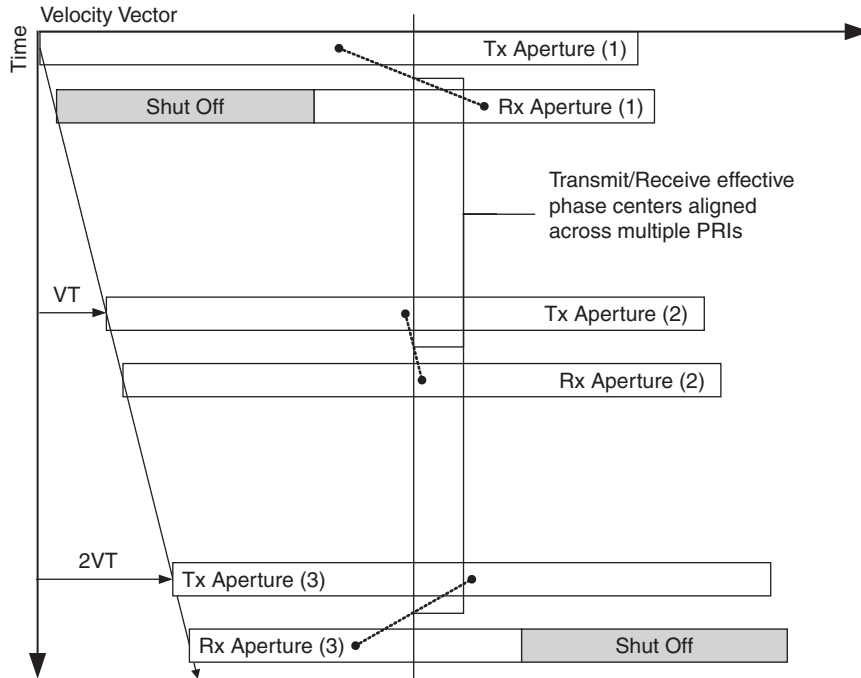 Velocity Vector
Time
Tx Aperture (1)
Shut Off
Rx Aperture (1)
Transmit/Receive effective
phase centers aligned
across multiple PRIs
VT
Tx Aperture (2)
Rx Aperture (2)
2VT
Tx Aperture (3)
Rx Aperture (3)
Shut Off